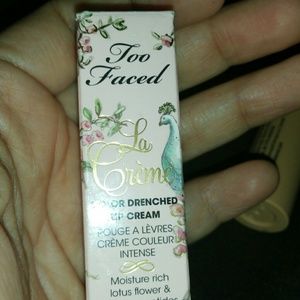 Too
Faced
La
Crème
COLOR DRENCHED
LIP CREAM
ROUGE A LÈVRES
CRÈME COULEUR
INTENSE
Moisture rich
lotus flower &